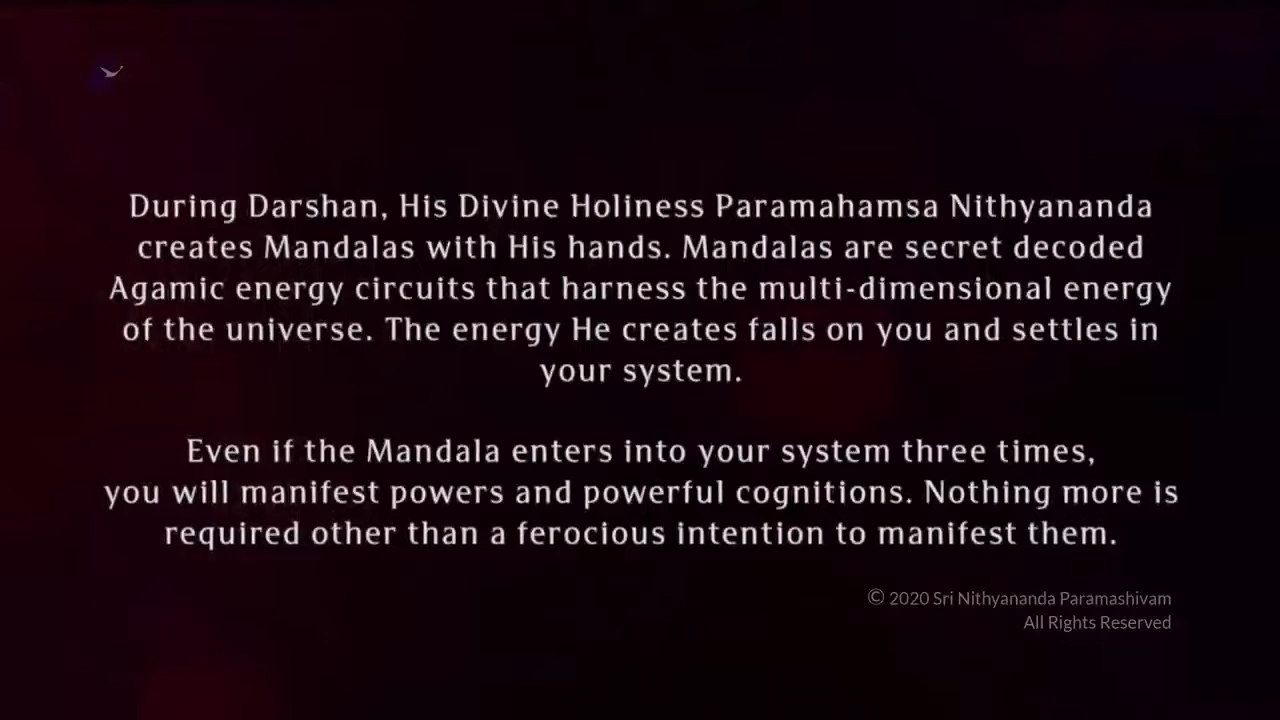 During Darshan, His Divine Holiness Paramahamsa Nithyananda
creates Mandalas with His hands. Mandalas are secret decoded
Agamic energy circuits that harness the multi-dimensional energy
of the universe. The energy He creates falls on you and settles in
your system.
Even if the Mandala enters into your system three times,
you will manifest powers and powerful cognitions. Nothing more is
required other than a ferocious intention to manifest them.
© 2020 Sri Nithyananda Paramashivam
All Rights Reserved